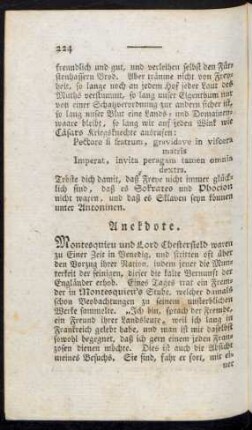 224
freundlich und gut, und verleihen selbst den Für-
stenhassern Brod. Aber träume nicht von Frey-
heit, so lange noch an jedem Hof jeder Laut des
Muths verstummt, so lang unser Eigenthum nur
von einer Schazverordnung zur andern sicher ist,
so lang unser Blut eine Lands- und Domainen-
waare bleibt, so lang wir auf jeden Wink wie
Cäsars Kriegsknechte antrufen:
Pectore si fratrum, gravidæve in viscera
matris
Imperat, invita peragam tamen omnia
dextra.
Tröste dich damit, daß Freye nicht immer glück-
lich sind, daß es Sokrates und Phocion
nicht waren, und daß es Sklaven seyn können
unter Antoninen.
Anekdote.
Montesquieu und Lord Chesterfield waren
zu Einer Zeit in Venedig, und stritten oft über
den Vorzug ihrer Nation, indem jener die Mun-
terkeit der seinigen, dieser die kalte Vernunft der
Engländer erhob. Eines Tages trat ein Frem-
der in Montesquieu's Stube, welcher damals
schon Beobachtungen zu seinem unsterblichen
Werke sammelte. „Ich bin, sprach der Fremde,
ein Freund ihrer Landsleute, weil ich lang in
Frankreich gelebt habe, und man ist mir daselbst
sowohl begegnet, daß ich gern einem jeden Fran-
zosen dienen möchte. Dies ist auch die Absicht
meines Besuchs. Sie sind, fahr er fort, mit ei-
ner